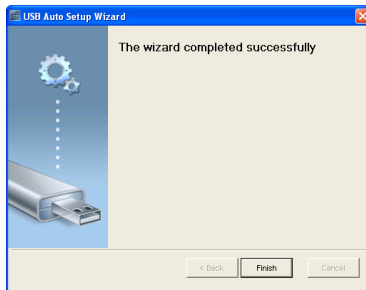 USB Auto Setup Wizard
The wizard completed successfully
< Back
Finish
Cancel